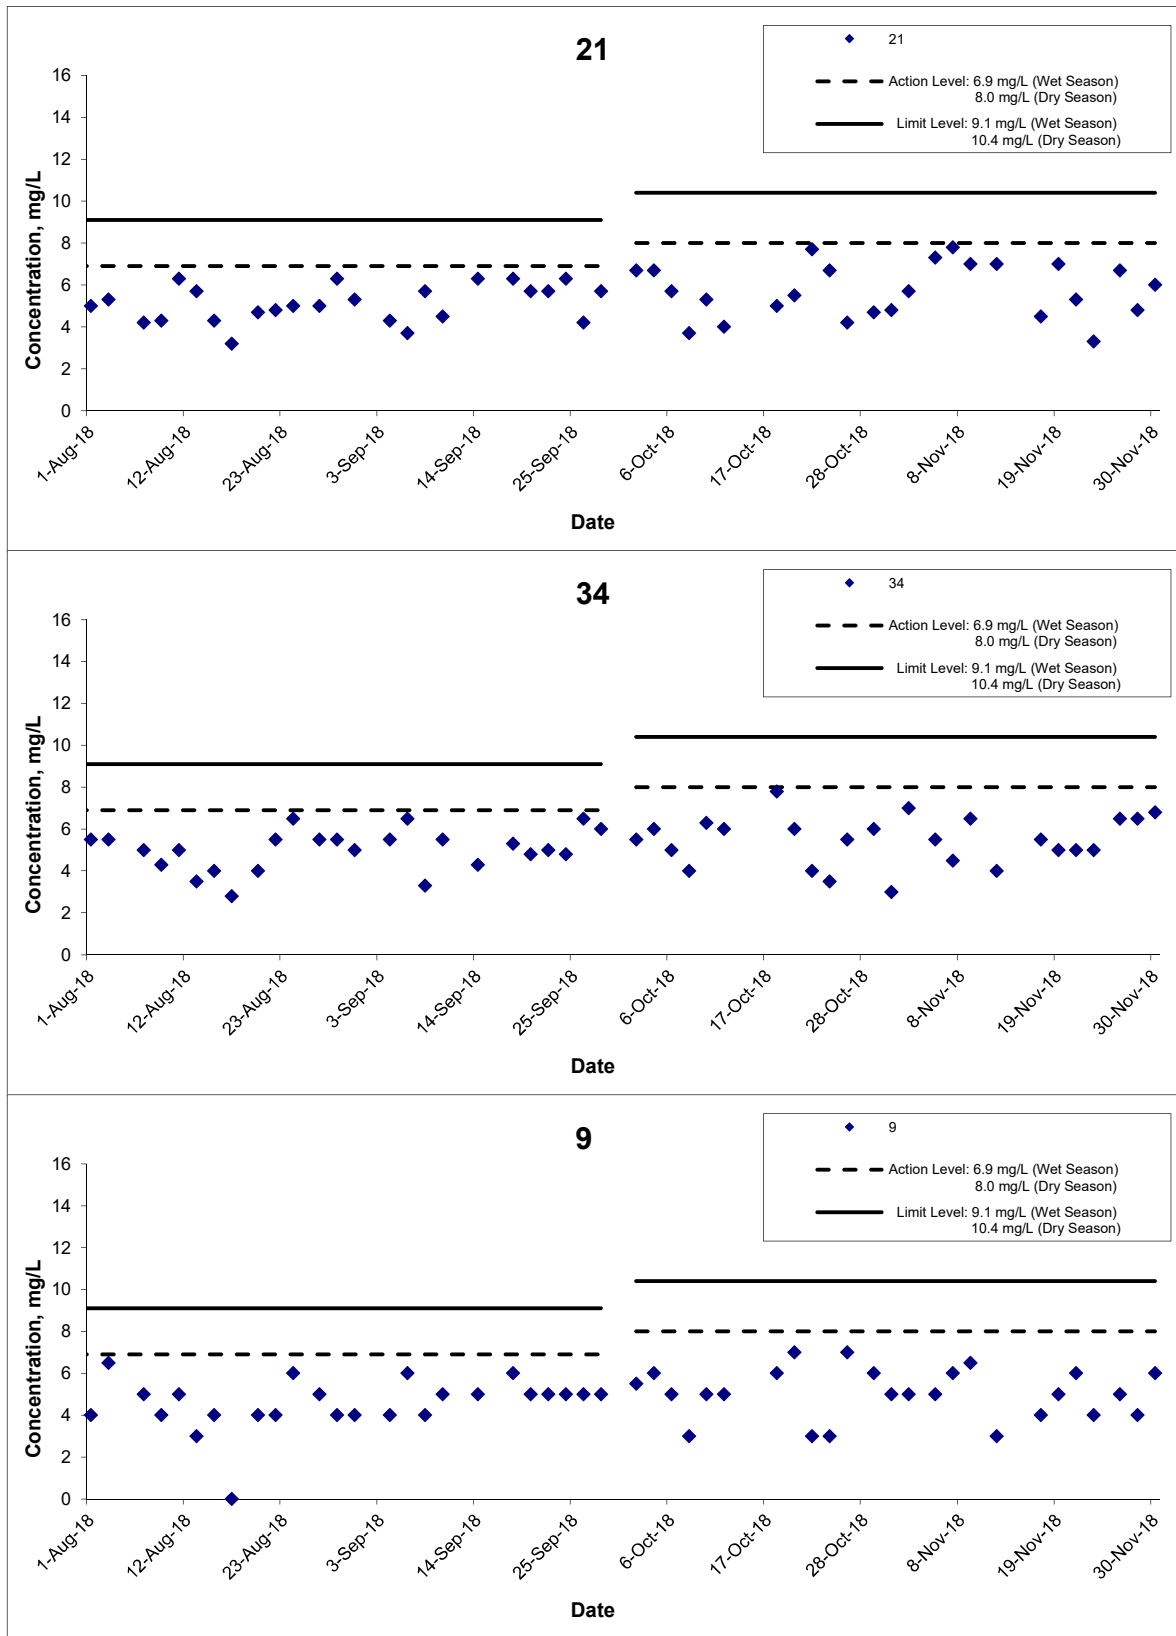 21
21
Action Level: 6.9 mg/L (Wet Season)
8.0 mg/L (Dry Season)
Limit Level: 9.1 mg/L (Wet Season)
10.4 mg/L (Dry Season)
Concentration, mg/L
16
14
12
10
8
6
4
2
0
1-Aug-18
12-Aug-18
23-Aug-18
3-Sep-18
14-Sep-18
25-Sep-18
6-Oct-18
17-Oct-18
28-Oct-18
8-Nov-18
19-Nov-18
30-Nov-18
Date
34
34
Action Level: 6.9 mg/L (Wet Season)
8.0 mg/L (Dry Season)
Limit Level: 9.1 mg/L (Wet Season)
10.4 mg/L (Dry Season)
Concentration, mg/L
16
14
12
10
8
6
4
2
0
1-Aug-18
12-Aug-18
23-Aug-18
3-Sep-18
14-Sep-18
25-Sep-18
6-Oct-18
17-Oct-18
28-Oct-18
8-Nov-18
19-Nov-18
30-Nov-18
Date
9
9
Action Level: 6.9 mg/L (Wet Season)
8.0 mg/L (Dry Season)
Limit Level: 9.1 mg/L (Wet Season)
10.4 mg/L (Dry Season)
Concentration, mg/L
16
14
12
10
8
6
4
2
0
1-Aug-18
12-Aug-18
23-Aug-18
3-Sep-18
14-Sep-18
25-Sep-18
6-Oct-18
17-Oct-18
28-Oct-18
8-Nov-18
19-Nov-18
30-Nov-18
Date